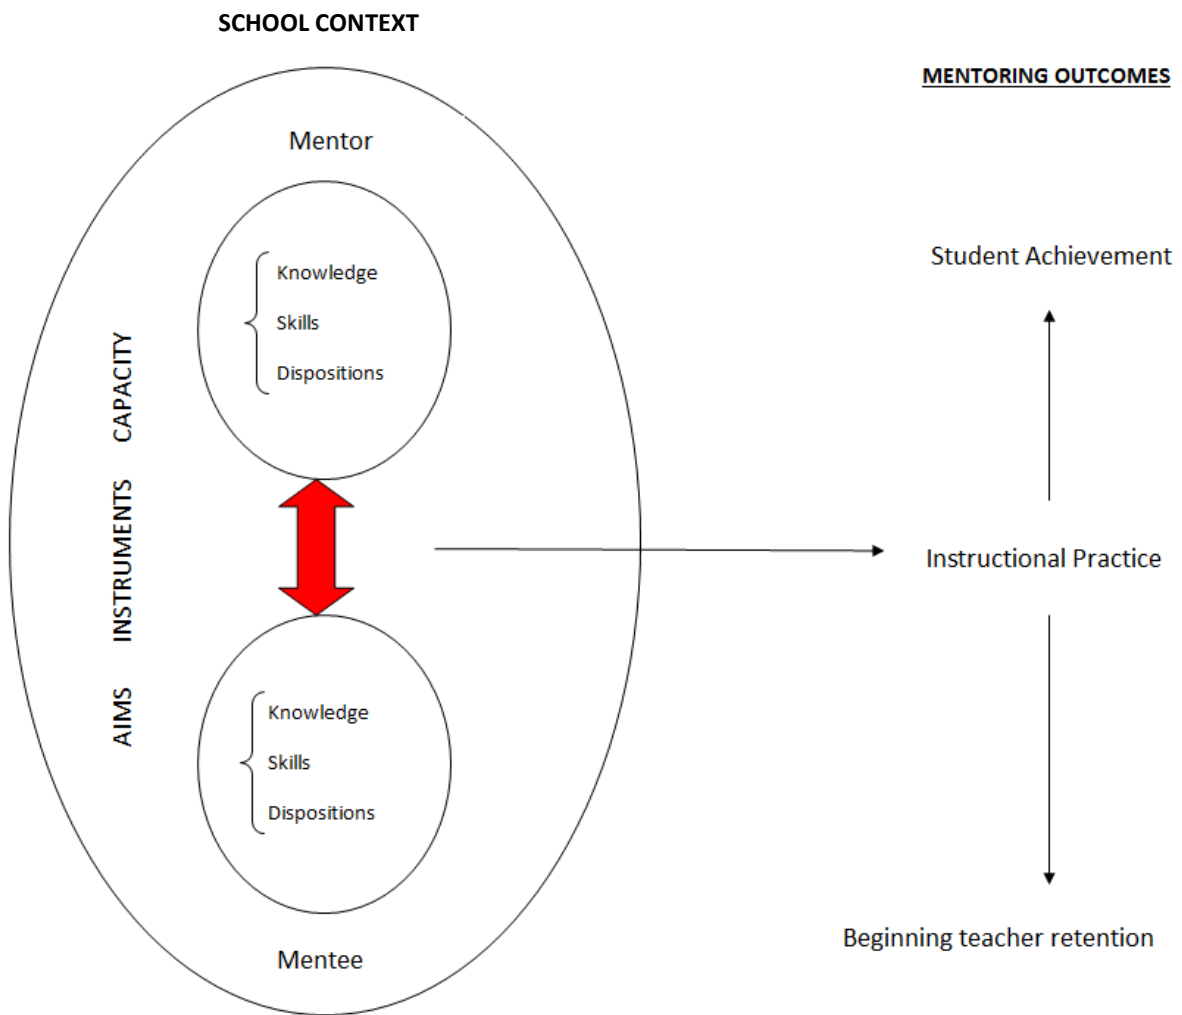 SCHOOL CONTEXT
MENTORING OUTCOMES
Mentor
Knowledge
Skills
Dispositions
CAPACITY
INSTRUMENTS
AIMS
Knowledge
Skills
Dispositions
Mentee
Student Achievement
Instructional Practice
Beginning teacher retention